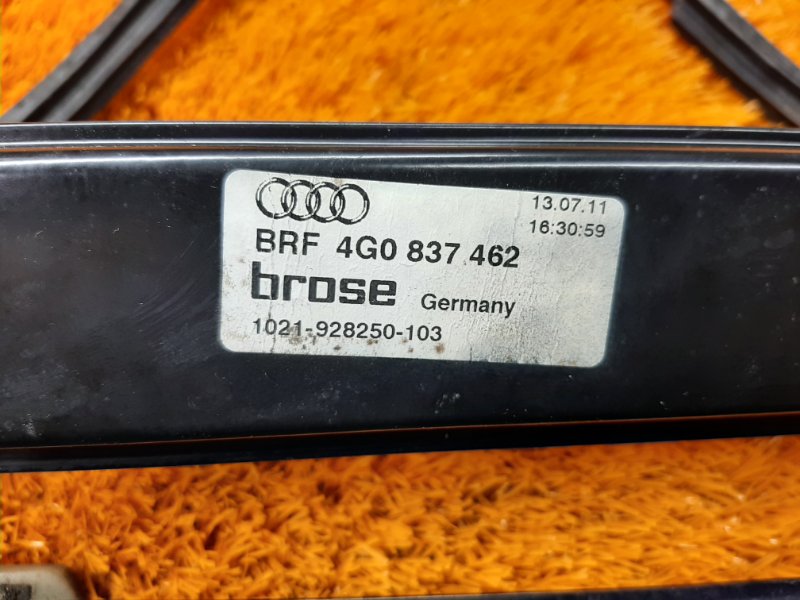 13.07.11
16:30:59
BRF 4G0 837 462
brose Germany
1021-928250-103